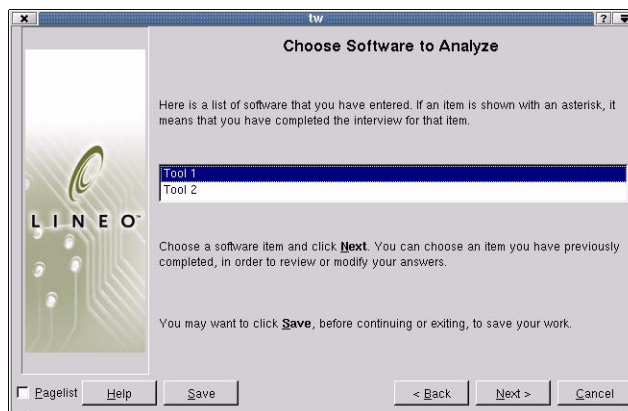 tw
?
Choose Software to Analyze
Here is a list of software that you have entered. If an item is shown with an asterisk, it
means that you have completed the interview for that item.
Tool 1
Tool 2
LINEO™
Choose a software item and click Next. You can choose an item you have previously
completed, in order to review or modify your answers.
You may want to click Save, before continuing or exiting, to save your work.
Pagelist Help Save < Back Next > Cancel